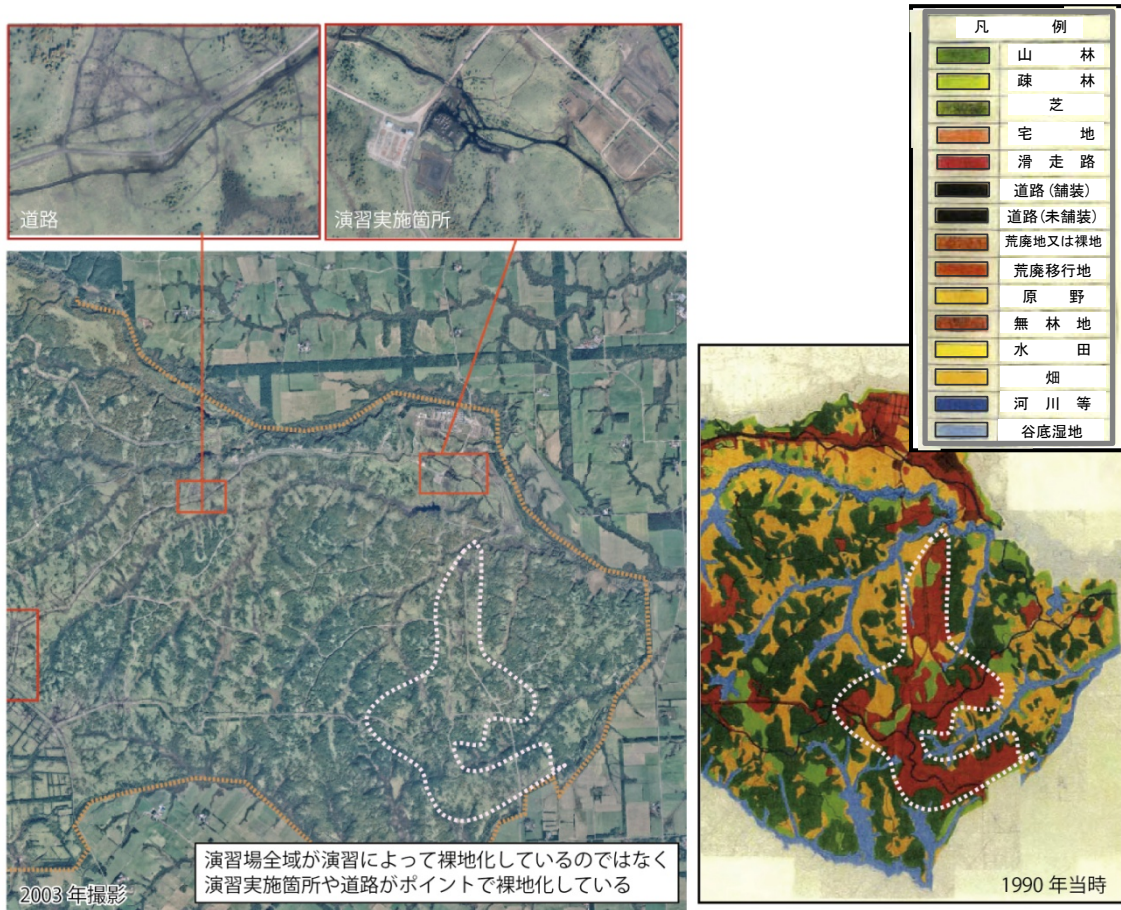 道路
演習実施箇所
2003 年撮影
演習場全域が演習によって裸地化しているのではなく
演習実施箇所や道路がポイントで裸地化している
凡 例
山 林
疎 林
芝
宅 地
滑 走 路
道路(舗装)
道路(未舗装)
荒廃地又は裸地
荒廃移行地
原 野
無 林 地
水 田
畑
河 川 等
谷底湿地
1990 年当時